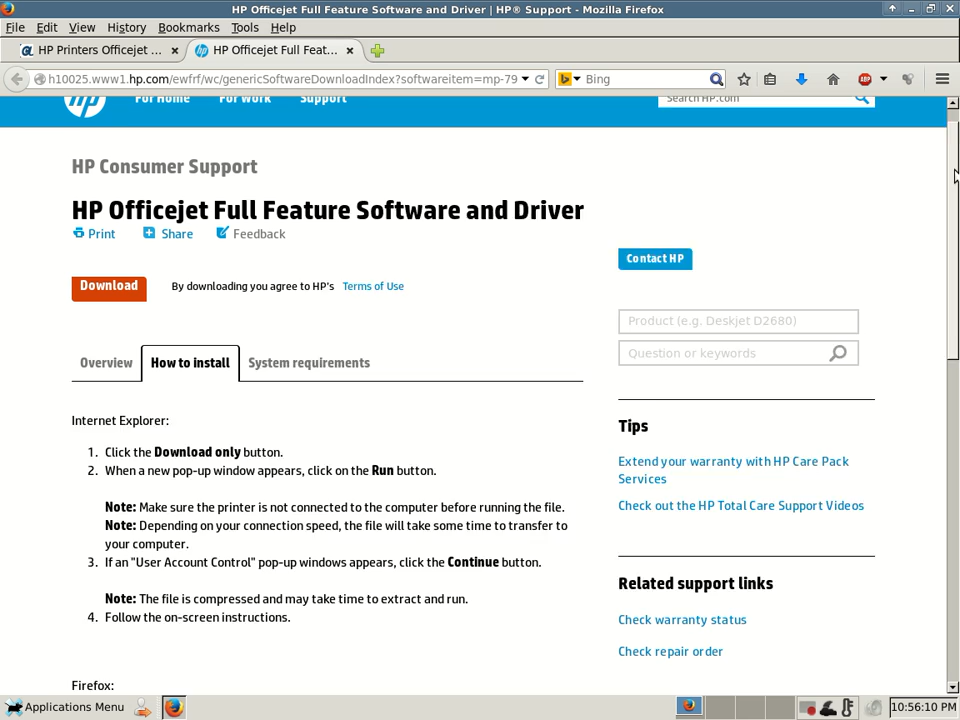 HP Officejet Full Feature Software and Driver | HP® Support - Mozilla Firefox
File Edit View History Bookmarks Tools Help
HP Printers Officejet ...
HP Officejet Full Feat...
h10025.www1.hp.com/ewfrf/wc/genericSoftwareDownloadIndex?softwareitem=mp-79
Bing
ABP
hp
For Home For Work Support
Search HP.com
HP Consumer Support
HP Officejet Full Feature Software and Driver
Print Share Feedback
Contact HP
Download By downloading you agree to HP's Terms of Use
Product (e.g. Deskjet D2680)
Question or keywords
Overview How to install System requirements
Internet Explorer:
1. Click the Download only button.
2. When a new pop-up window appears, click on the Run button.
Note: Make sure the printer is not connected to the computer before running the file.
Note: Depending on your connection speed, the file will take some time to transfer to
your computer.
3. If an "User Account Control" pop-up windows appears, click the Continue button.
Note: The file is compressed and may take time to extract and run.
4. Follow the on-screen instructions.
Firefox:
Tips
Extend your warranty with HP Care Pack
Services
Check out the HP Total Care Support Videos
Related support links
Check warranty status
Check repair order
Applications Menu
10:56:10 PM